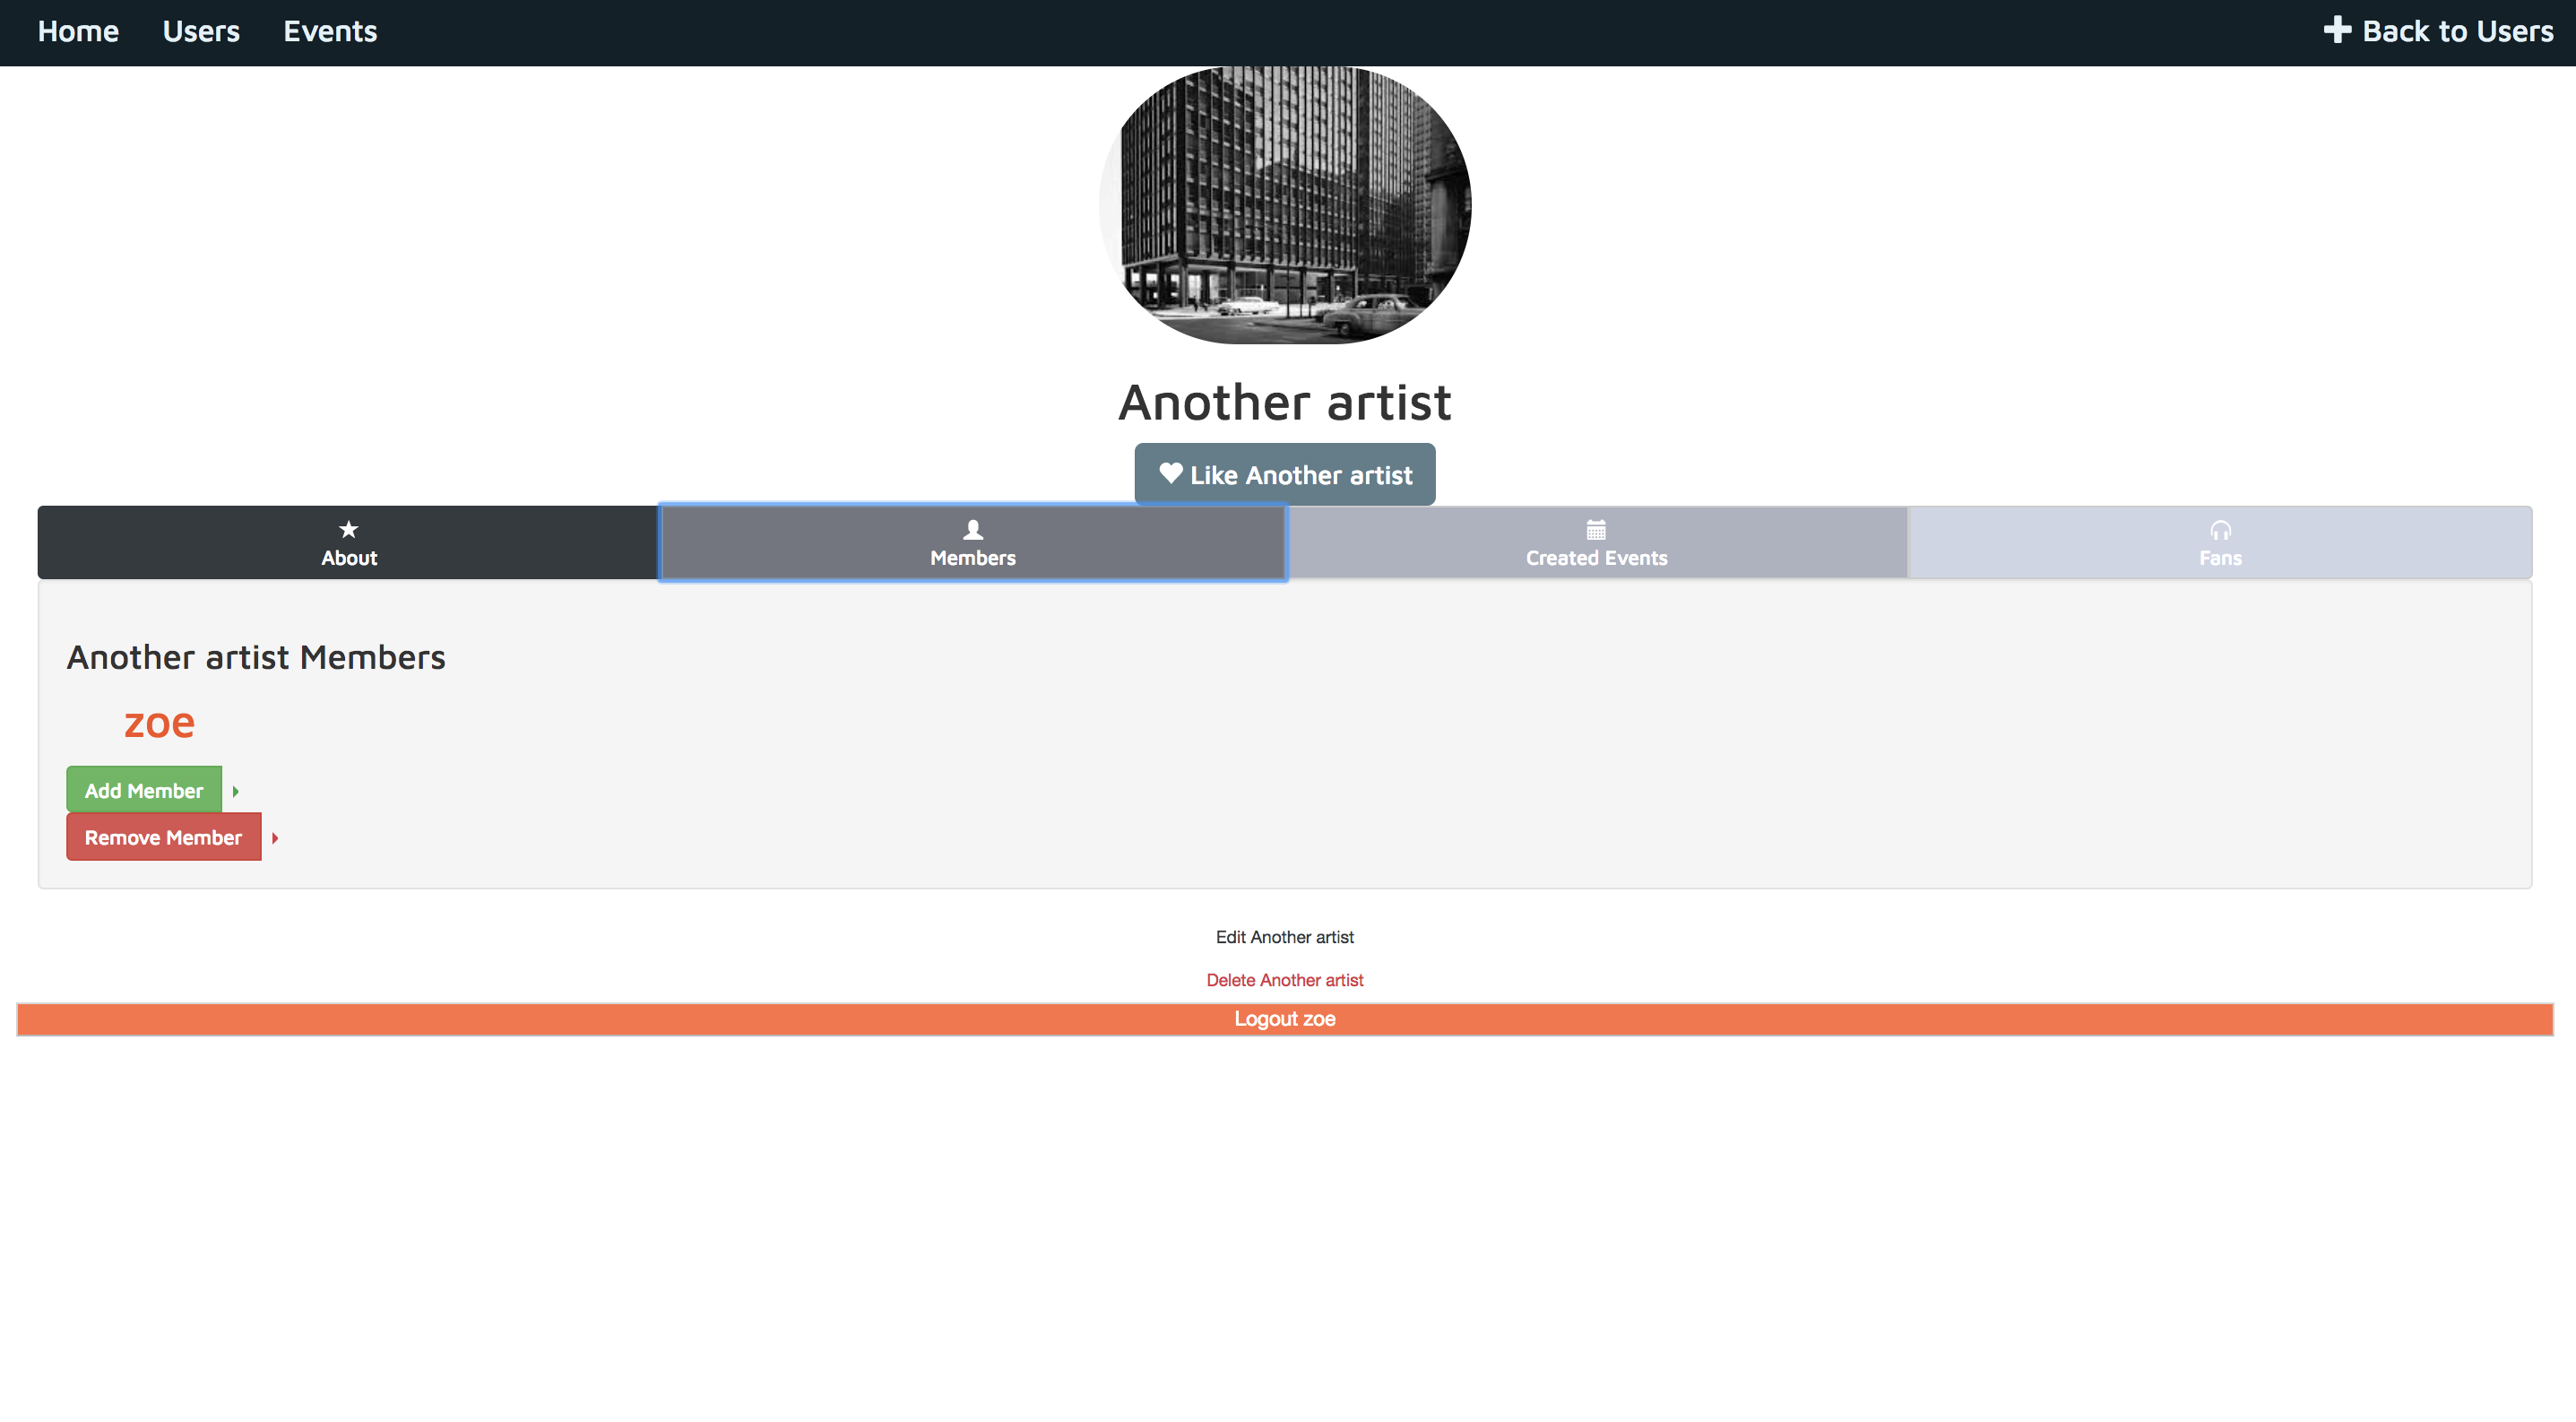 Home Users Events Back to Users
Another artist
Like Another artist
About Members Created Events Fans
Another artist Members
zoe
Add Member
Remove Member
Edit Another artist
Delete Another artist
Logout zoe